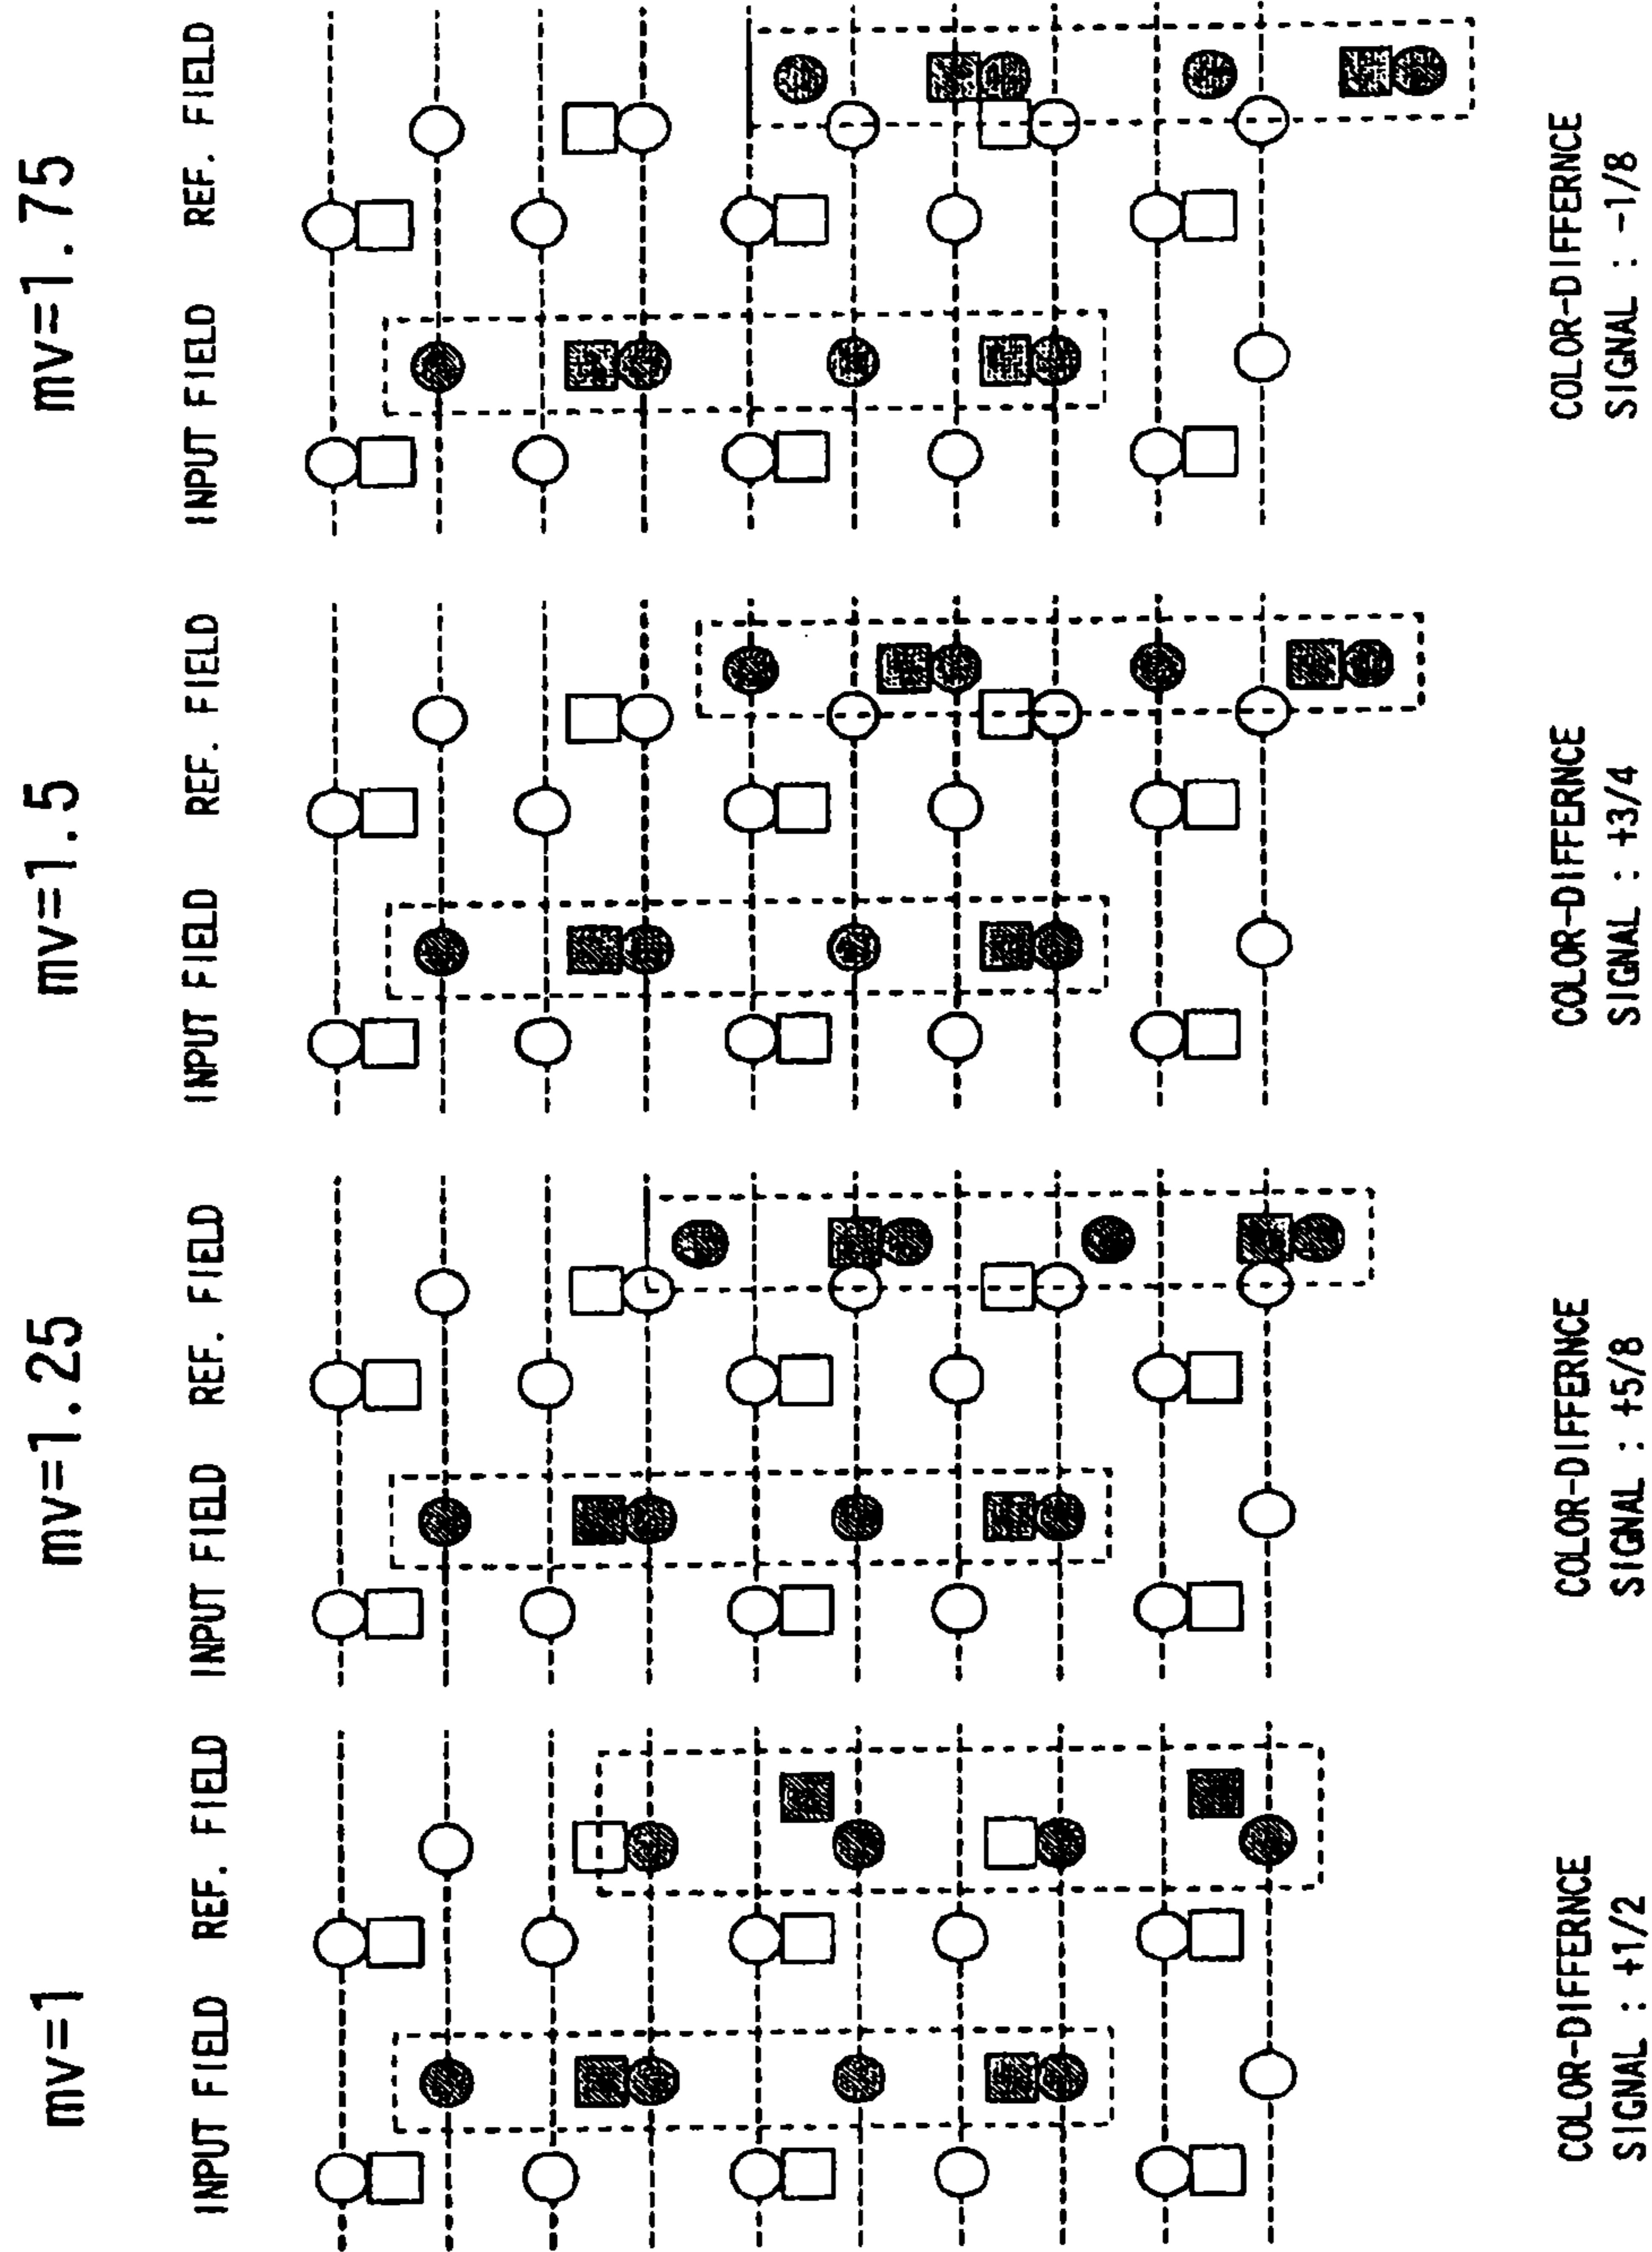 mv=1
INPUT FIELD REF. FIELD
COLOR-DIFFERNCE
SIGNAL : +1/2
mv=1.25
INPUT FIELD REF. FIELD
COLOR-DIFFERNCE
SIGNAL : +5/8
mv=1.5
INPUT FIELD REF. FIELD
COLOR-DIFFERNCE
SIGNAL : +3/4
mv=1.75
INPUT FIELD REF. FIELD
COLOR-DIFFERNCE
SIGNAL : -1/8